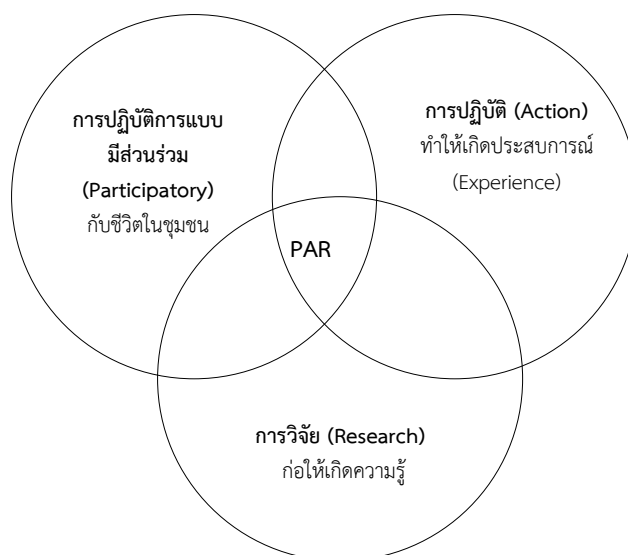 การปฏิบัติการแบบ
มีส่วนร่วม
(Participatory)
กับชีวิตในชุมชน
การปฏิบัติ (Action)
ทำให้เกิดประสบการณ์
(Experience)
PAR
การวิจัย (Research)
ก่อให้เกิดความรู้